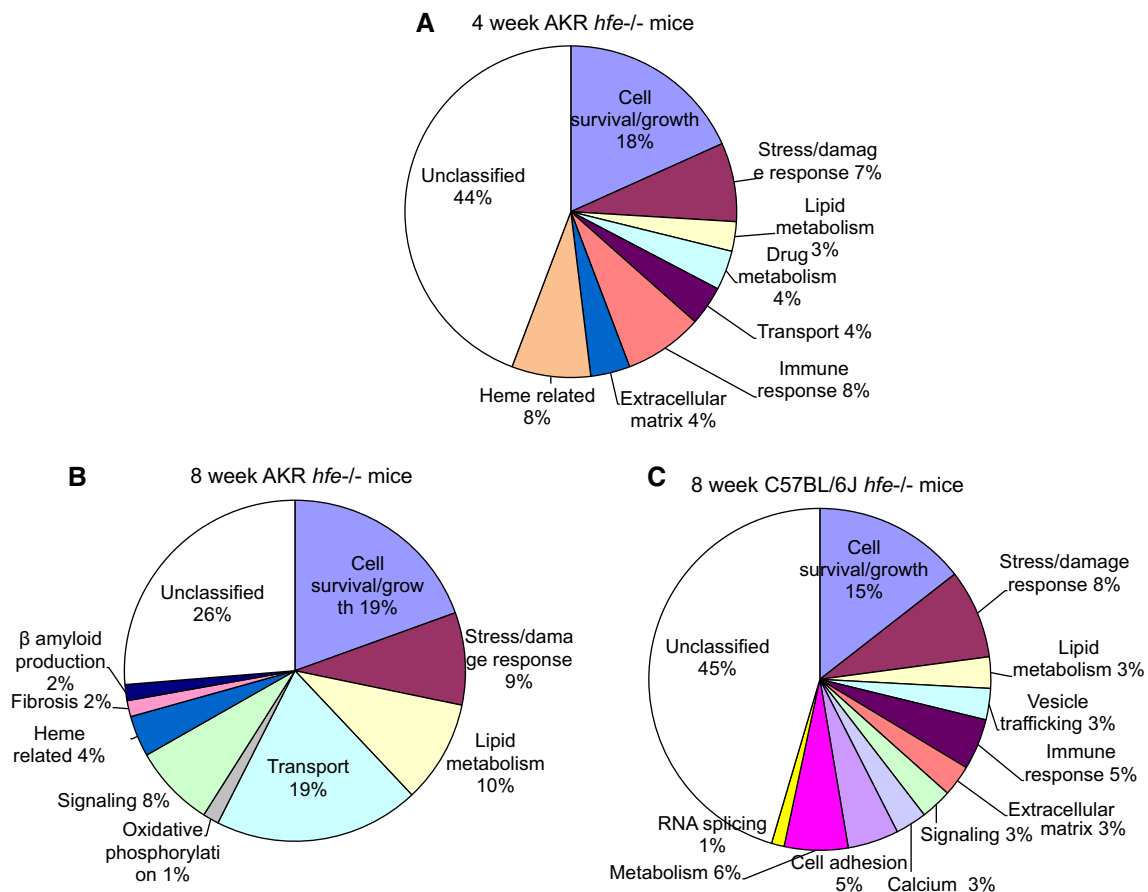 A
4 week AKR hfe-/- mice
Cell
survival/growth
18%
Stress/damag
e response 7%
Lipid
metabolism
3%
Drug
metabolism
4%
Transport 4%
Immune
response 8%
Extracellular
matrix 4%
Heme related
8%
Unclassified
44%
B
8 week AKR hfe-/- mice
Cell
survival/grow
th 19%
Stress/dama
ge response
9%
Lipid
metabolism
10%
Transport
19%
Oxidative
phosphorylati
on 1%
Signaling 8%
Heme
related 4%
Fibrosis 2%
β amyloid
production
2%
Unclassified
26%
C
8 week C57BL/6J hfe-/- mice
Cell
survival/growth
15%
Stress/damage
response 8%
Lipid
metabolism 3%
Vesicle
trafficking 3%
Immune
response 5%
Extracellular
matrix 3%
Signaling 3%
Calcium 3%
Cell adhesion
5%
Metabolism 6%
RNA splicing
1%
Unclassified
45%